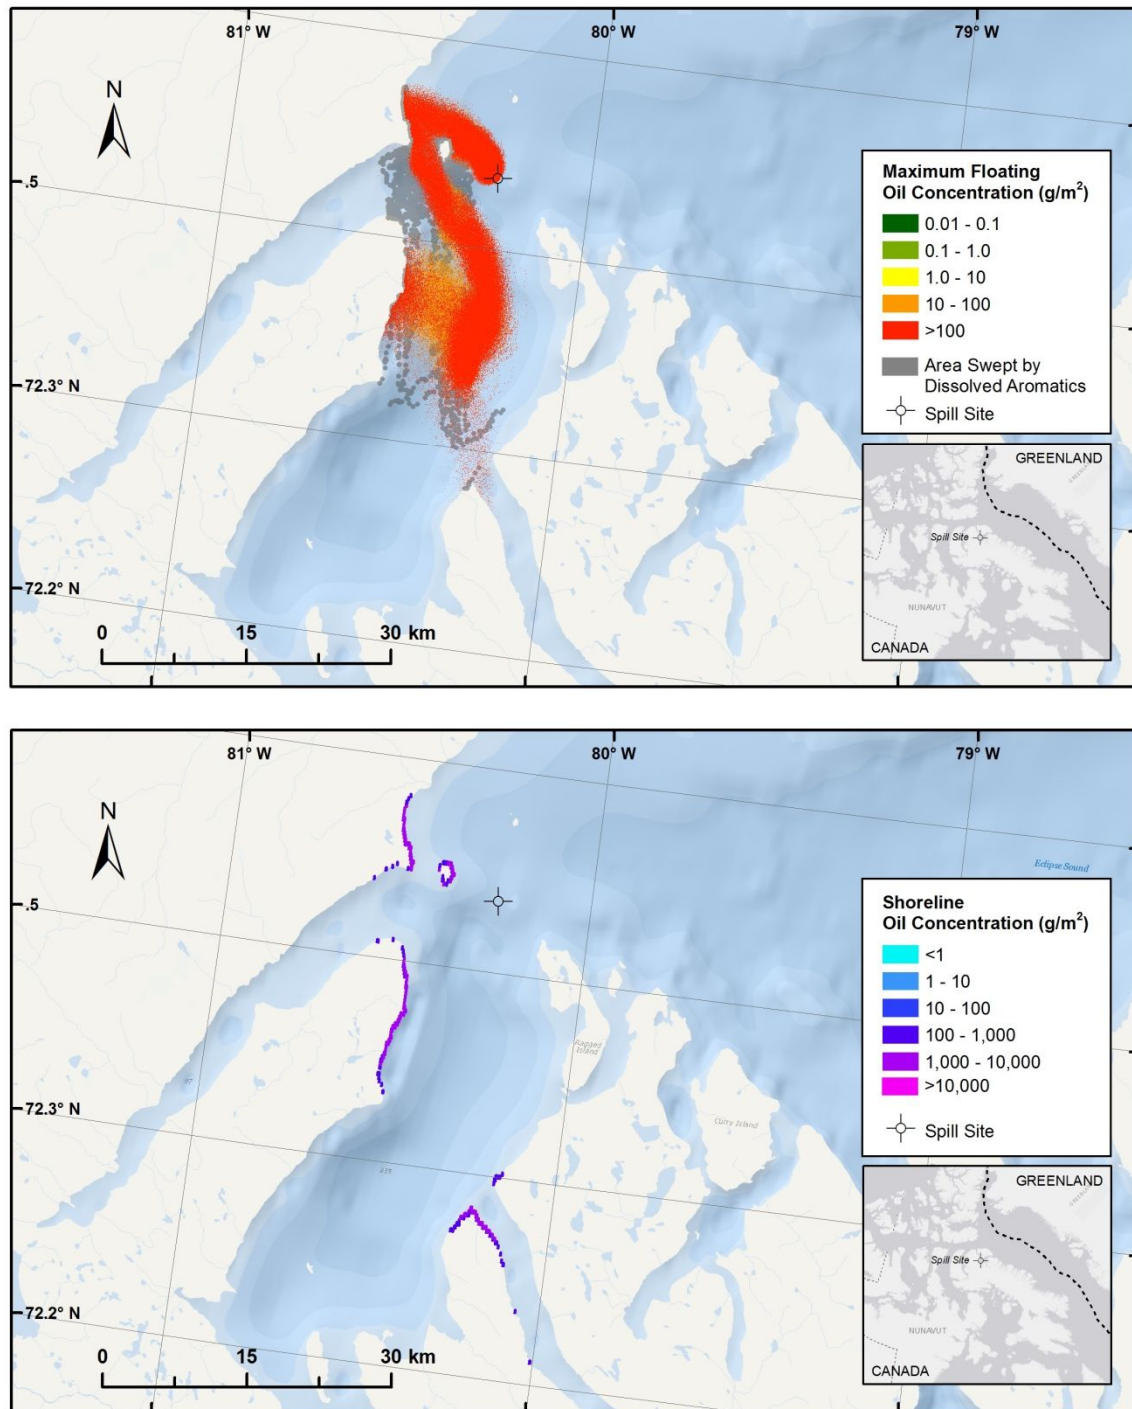 81° W
80° W
79° W
N
.5
72.3° N
72.2° N
0 15 30 km
Maximum Floating
Oil Concentration (g/m²)
0.01 - 0.1
0.1 - 1.0
1.0 - 10
10 - 100
>100
Area Swept by
Dissolved Aromatics
Spill Site
GREENLAND
Spill Site
NUNAVUT
CANADA
81° W
80° W
79° W
N
Eclipse Sound
.5
Ragged
Island
72.3° N
Curry Island
72.2° N
0 15 30 km
Shoreline
Oil Concentration (g/m²)
<1
1 - 10
10 - 100
100 - 1,000
1,000 - 10,000
>10,000
Spill Site
GREENLAND
Spill Site
NUNAVUT
CANADA